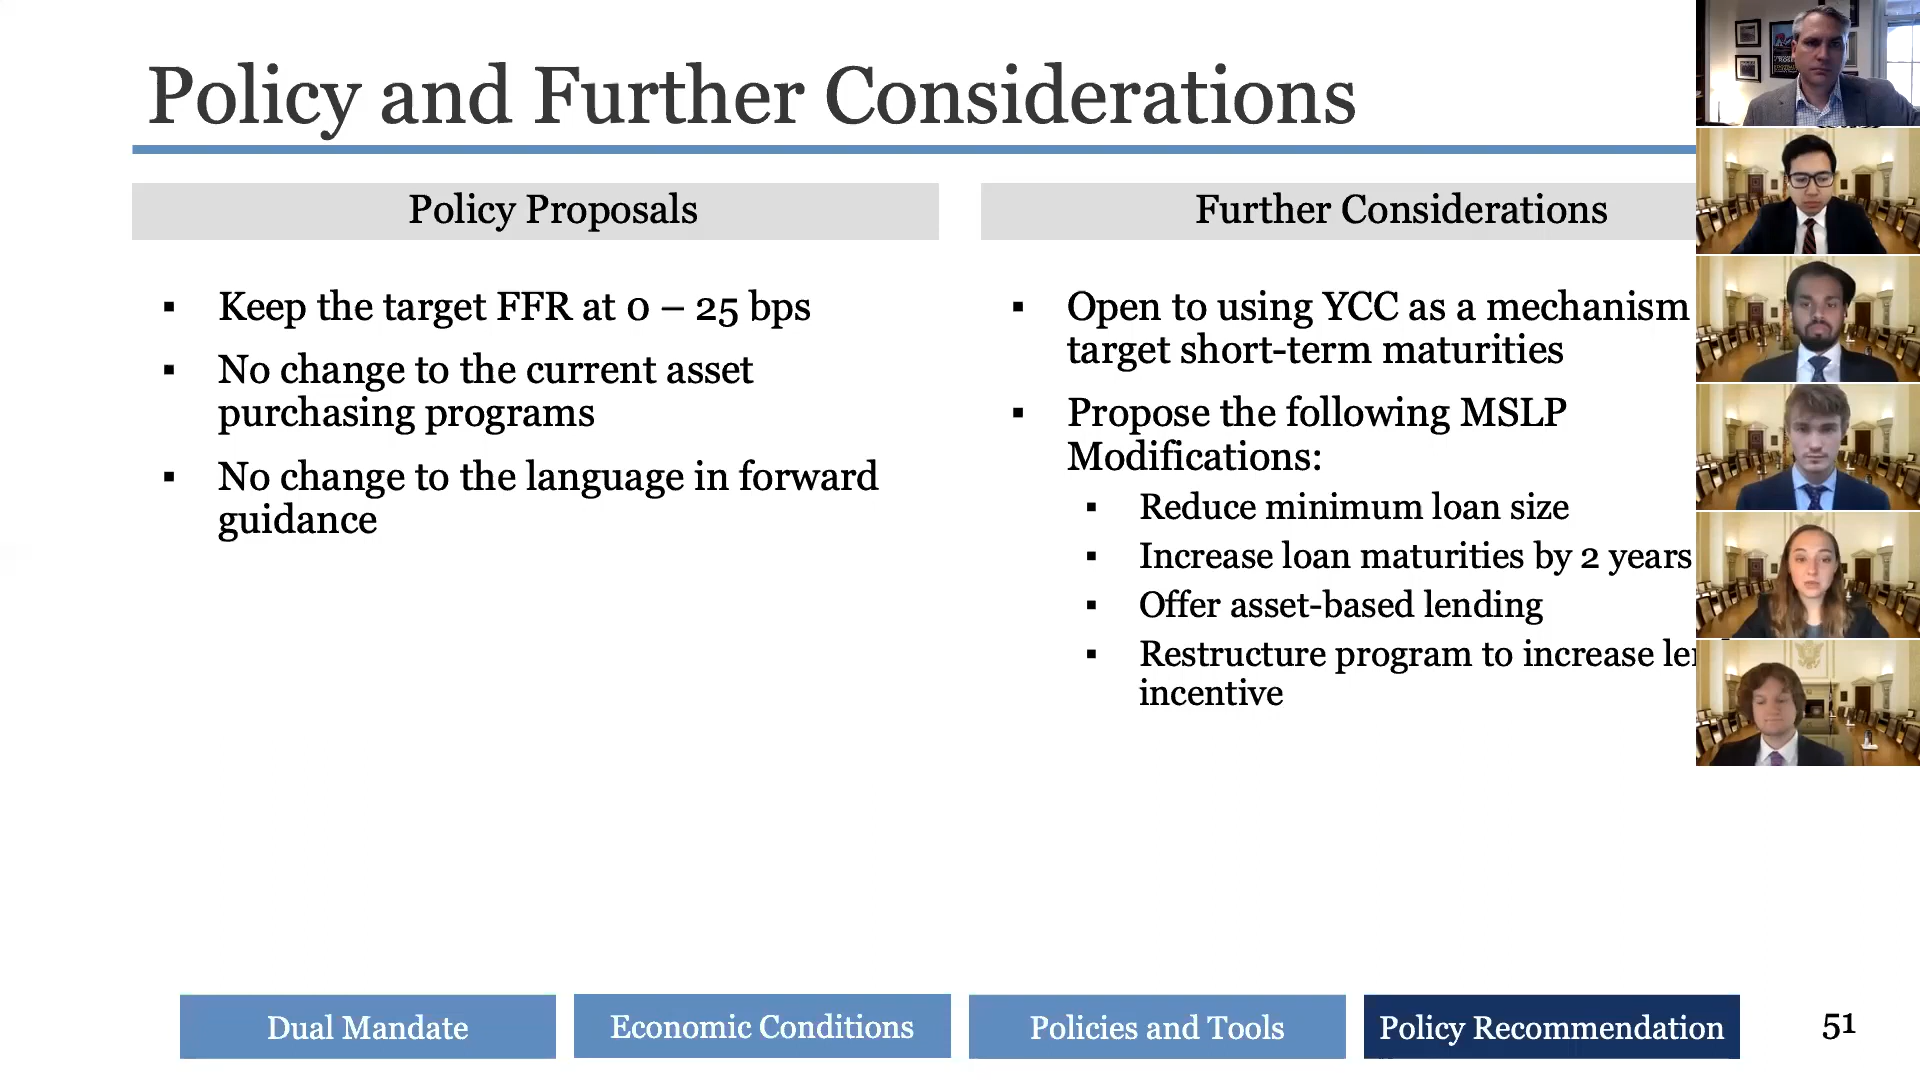 Policy and Further Considerations
Policy Proposals
▪ Keep the target FFR at 0 – 25 bps
▪ No change to the current asset
purchasing programs
▪ No change to the language in forward
guidance
Further Considerations
▪ Open to using YCC as a mechanism
target short-term maturities
▪ Propose the following MSLP
Modifications:
▪ Reduce minimum loan size
▪ Increase loan maturities by 2 years
▪ Offer asset-based lending
▪ Restructure program to increase
incentive
Dual Mandate
Economic Conditions
Policies and Tools
Policy Recommendation
51